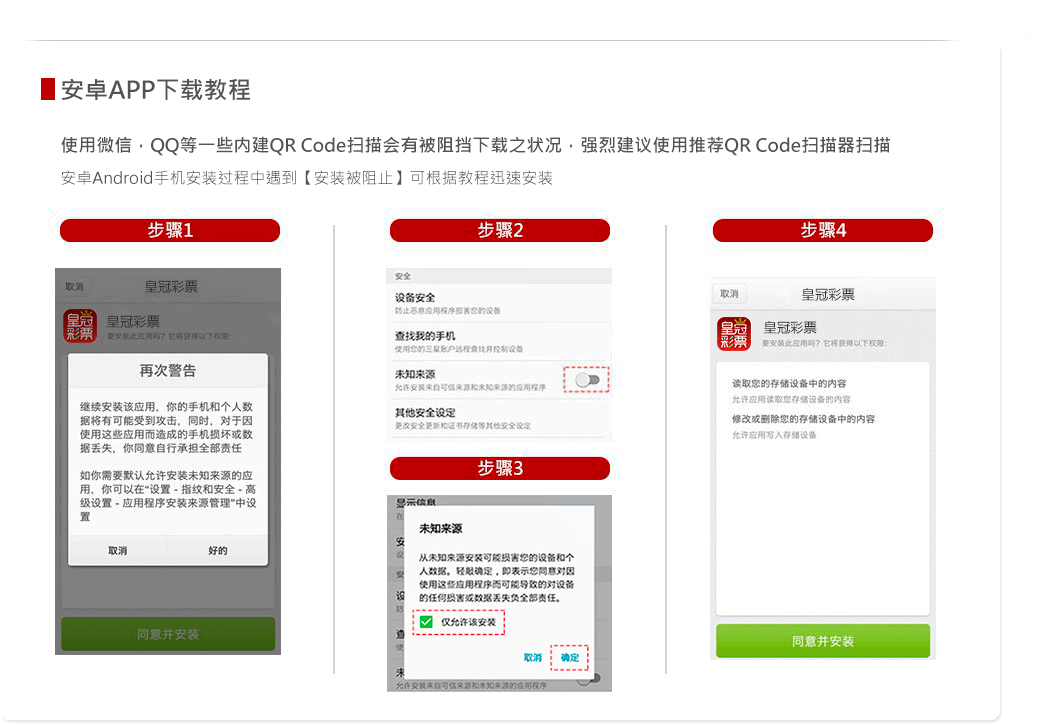 安卓APP下载教程
使用微信，QQ等一些内建QR Code扫描会有被阻挡下载之状况，强烈建议使用推荐QR Code扫描器扫描
安卓Android手机安装过程中遇到【安装被阻止】可根据教程迅速安装
步骤1
取消
皇冠彩票
皇冠
彩票
皇冠彩票
要安装此应用吗？它将获得以下权限:
再次警告
继续安装该应用，你的手机和个人数
据将有可能受到攻击，同时，对于因
使用这些应用而造成的手机损坏或数
据丢失，你同意自行承担全部责任
如你需要默认允许安装未知来源的应
用，你可以在“设置 - 指纹和安全 - 高
级设置 - 应用程序安装来源管理”中设
置
取消
好的
同意并安装
步骤2
安全
设备安全
防止恶意应用程序损害您的设备
查找我的手机
使用您的三星账户远程查找并控制设备
未知来源
允许安装来自可信来源和未知来源的应用程序
其他安全设定
更改安全更新和证书存储等其他安全设定
步骤3
显示信息
未知来源
从未知来源安装可能损害您的设备和个
人数据。轻敲确定，即表示您同意对因
使用这些应用程序而可能导致的对设备
的任何损害或数据丢失负全部责任。
仅允许该安装
取消
确定
允许安装来自可信来源和未知来源的应用程序
步骤4
取消
皇冠彩票
皇冠
彩票
皇冠彩票
要安装此应用吗？它将获得以下权限:
读取您的存储设备中的内容
允许应用读取您存储设备的内容
修改或删除您的存储设备中的内容
允许应用写入存储设备
同意并安装